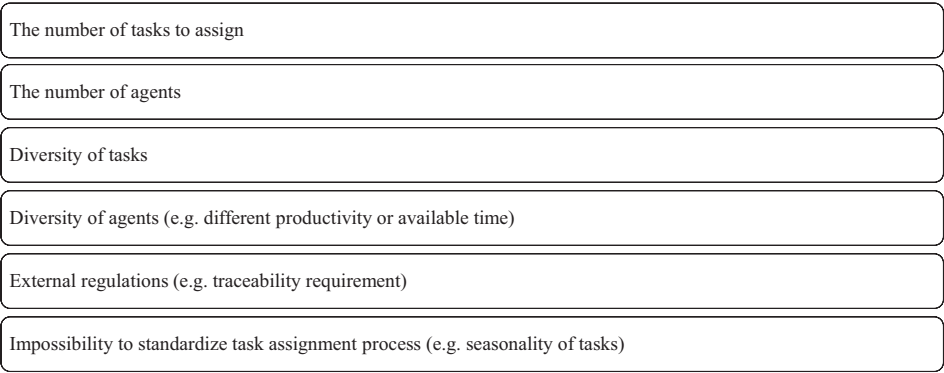 The number of tasks to assign
The number of agents
Diversity of tasks
Diversity of agents (e.g. different productivity or available time)
External regulations (e.g. traceability requirement)
Impossibility to standardize task assignment process (e.g. seasonality of tasks)